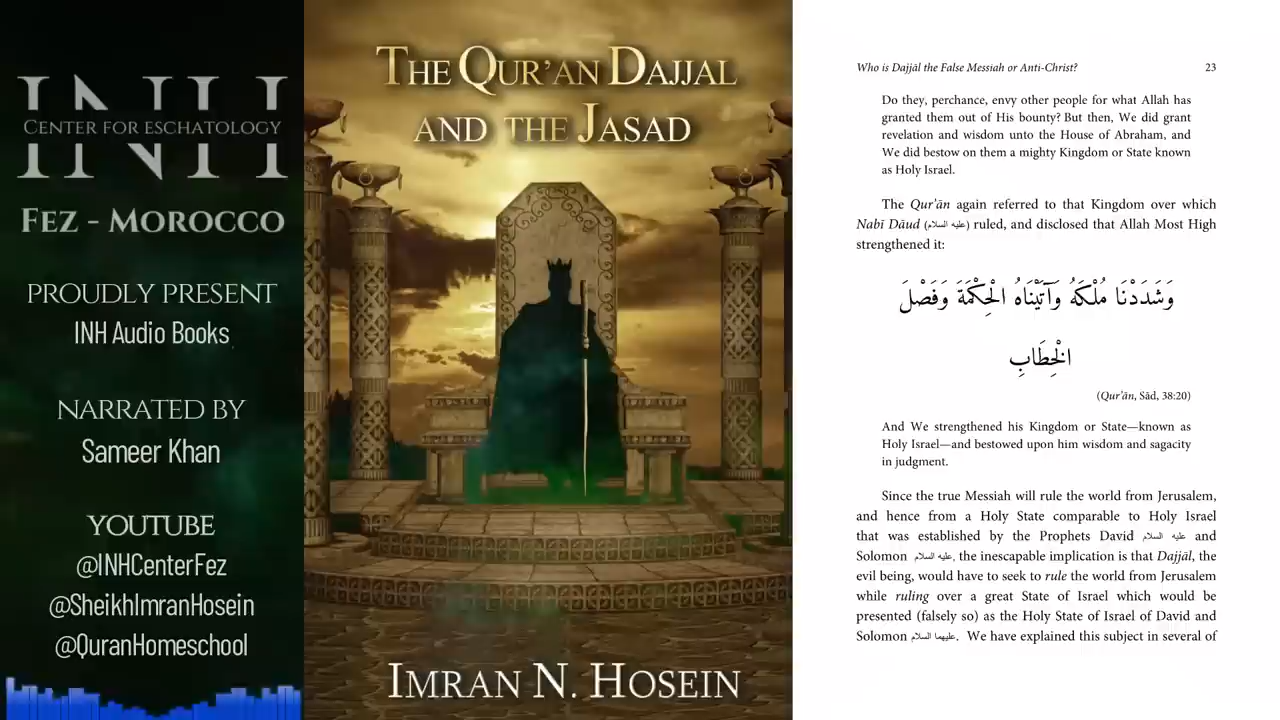 INH
CENTER FOR ESCHATOLOGY
FEZ - MOROCCO
PROUDLY PRESENT
INH Audio Books
NARRATED BY
Sameer Khan
YOUTUBE
@INHCenterFez
@SheikhImranHosein
@QuranHomeschool
THE QUR'AN DAJJAL
AND THE JASAD
IMRAN N. HOSEIN
Who is Dajjāl the False Messiah or Anti-Christ? 23
Do they, perchance, envy other people for what Allah has
granted them out of His bounty? But then, We did grant
revelation and wisdom unto the House of Abraham, and
We did bestow on them a mighty Kingdom or State known
as Holy Israel.
The Qur'ān again referred to that Kingdom over which
Nabī Dāud (عليه السلام) ruled, and disclosed that Allah Most High
strengthened it:
وَشَدَدْنَا مُلْكَهُ وَآتَيْنَاهُ الْحِكْمَةَ وَفَصْلَ
الْخِطَابِ
(Qur'ān, Sād, 38:20)
And We strengthened his Kingdom or State—known as
Holy Israel—and bestowed upon him wisdom and sagacity
in judgment.
Since the true Messiah will rule the world from Jerusalem,
and hence from a Holy State comparable to Holy Israel
that was established by the Prophets David عليه السلام and
Solomon عليه السلام, the inescapable implication is that Dajjāl, the
evil being, would have to seek to rule the world from Jerusalem
while ruling over a great State of Israel which would be
presented (falsely so) as the Holy State of Israel of David and
Solomon عليهما السلام. We have explained this subject in several of